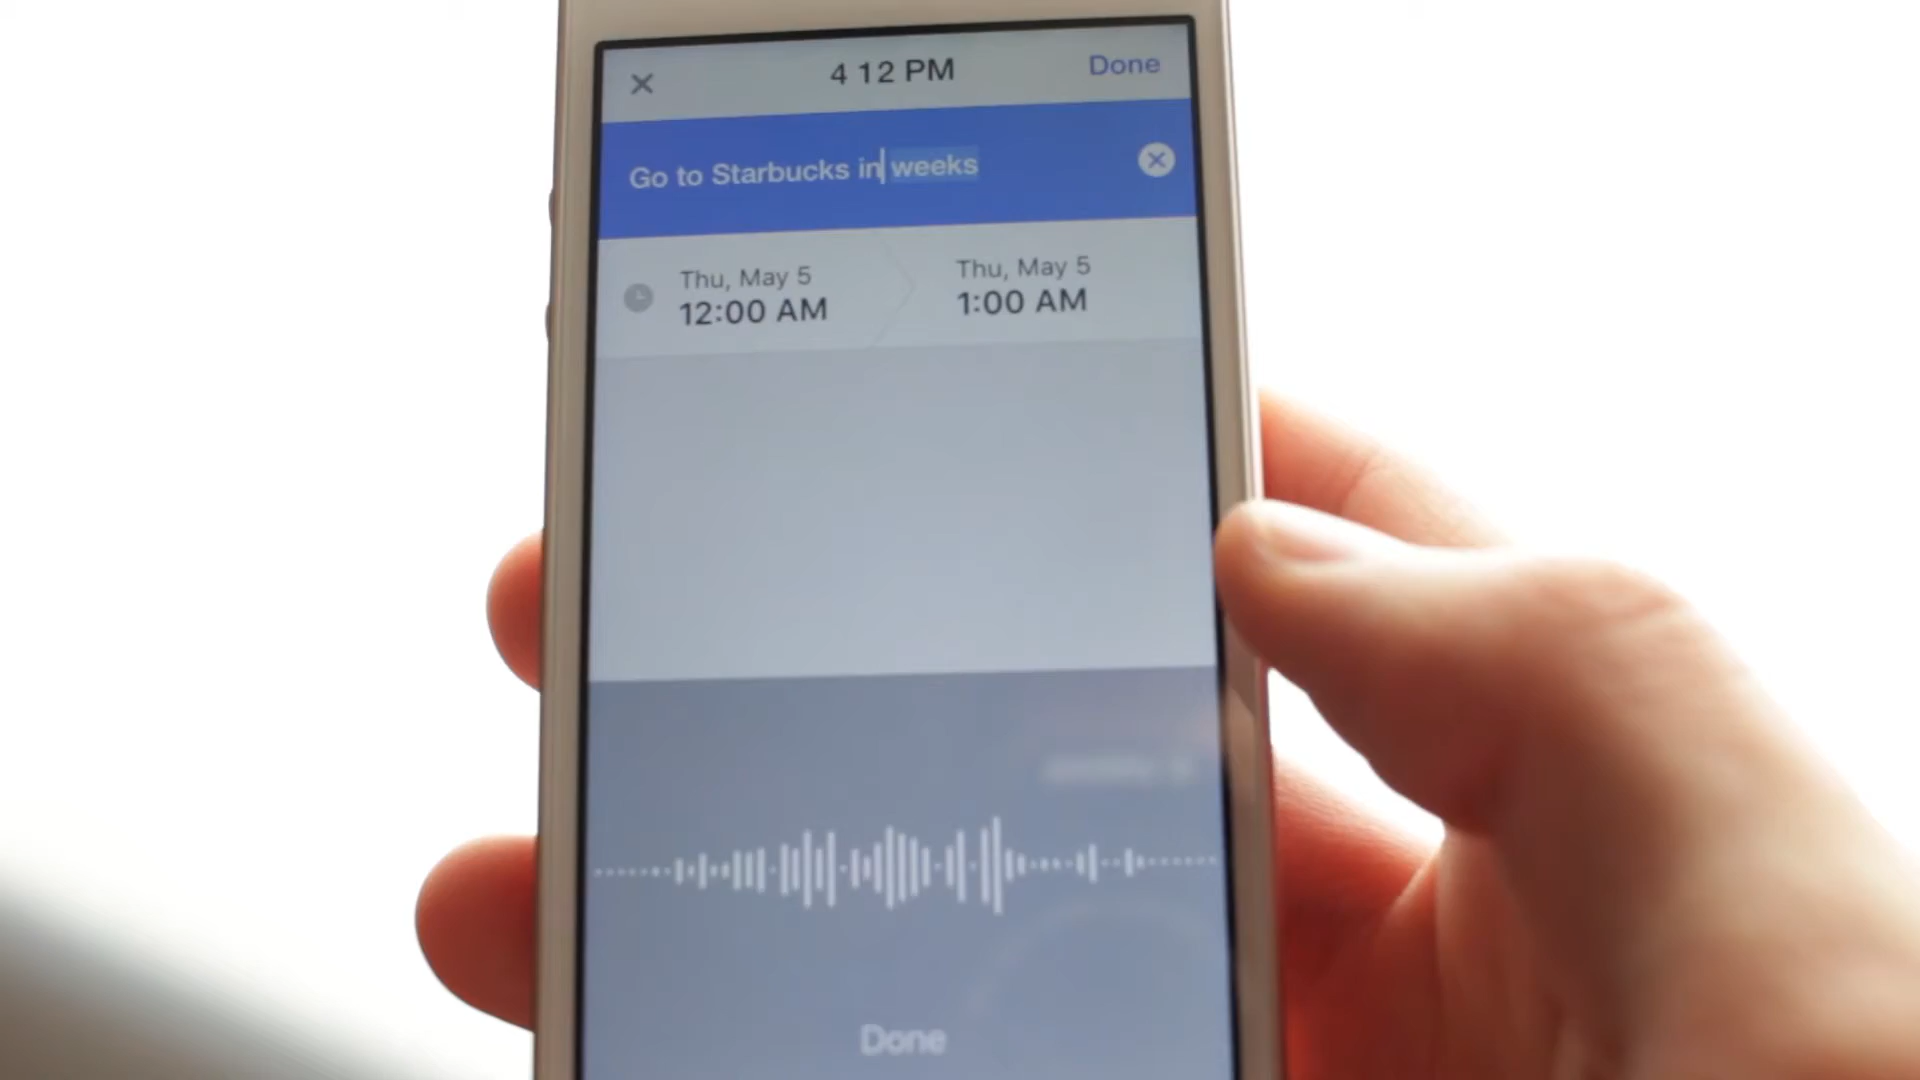 4 12 PM
Done
Go to Starbucks in weeks
Thu, May 5
12:00 AM
Thu, May 5
1:00 AM
Done